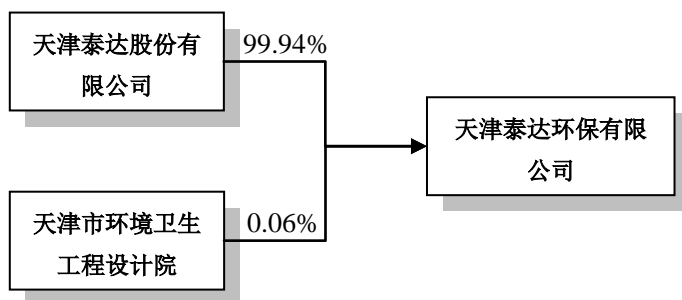 天津泰达股份有
限公司
99.94%
天津泰达环保有限
公司
天津市环境卫生
工程设计院
0.06%